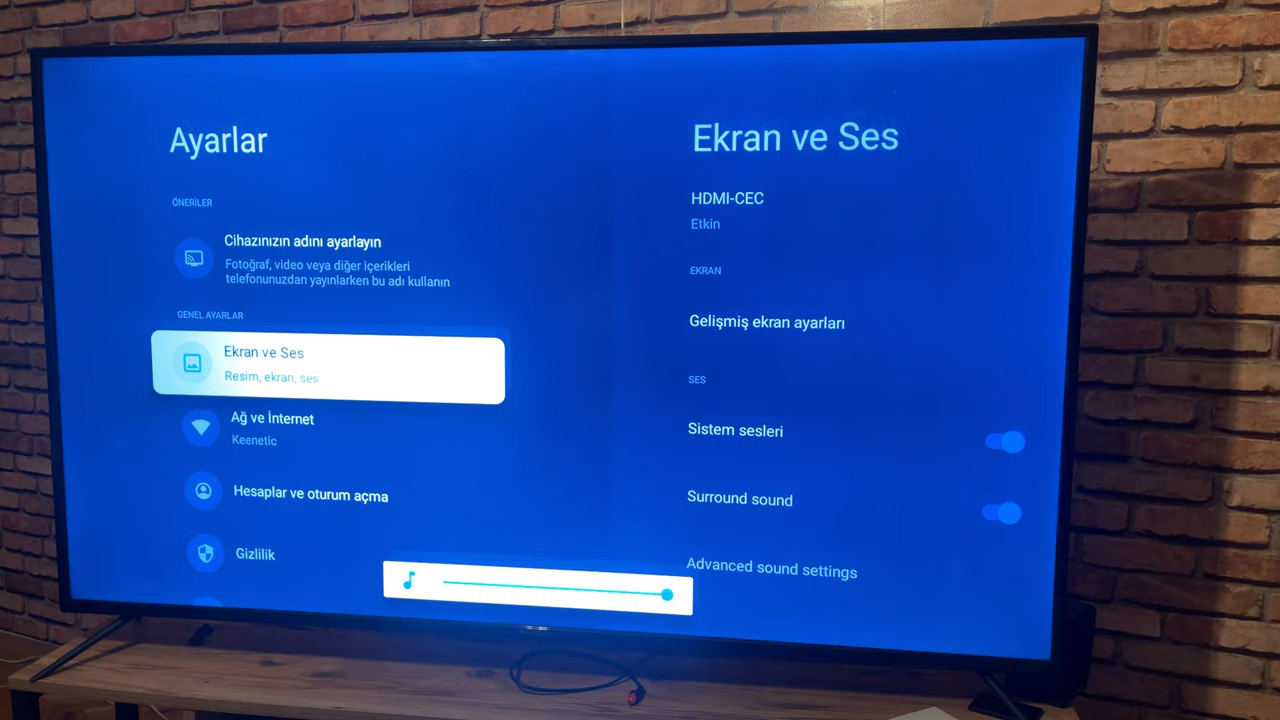 Ayarlar
ÖNERİLER
Cihazınızın adını ayarlayın
Fotoğraf, video veya diğer içerikleri
telefonunuzdan yayınlarken bu adı kullanın
GENEL AYARLAR
Ekran ve Ses
Resim, ekran, ses
Ağ ve İnternet
Keenetic
Hesaplar ve oturum açma
Gizlilik
Ekran ve Ses
HDMI-CEC
Etkin
EKRAN
Gelişmiş ekran ayarları
SES
Sistem sesleri
Surround sound
Advanced sound settings